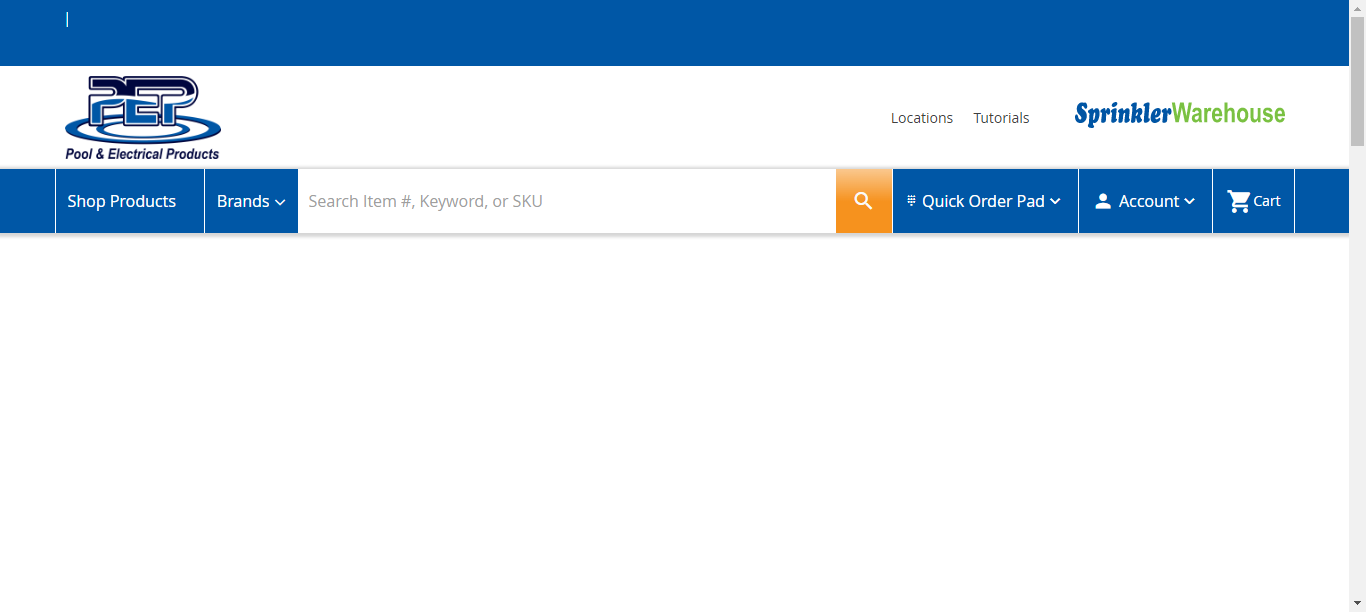 |
PEP
Pool & Electrical Products
Locations
Tutorials
SprinklerWarehouse
Shop Products
Brands
Search Item #, Keyword, or SKU
Quick Order Pad
Account
Cart